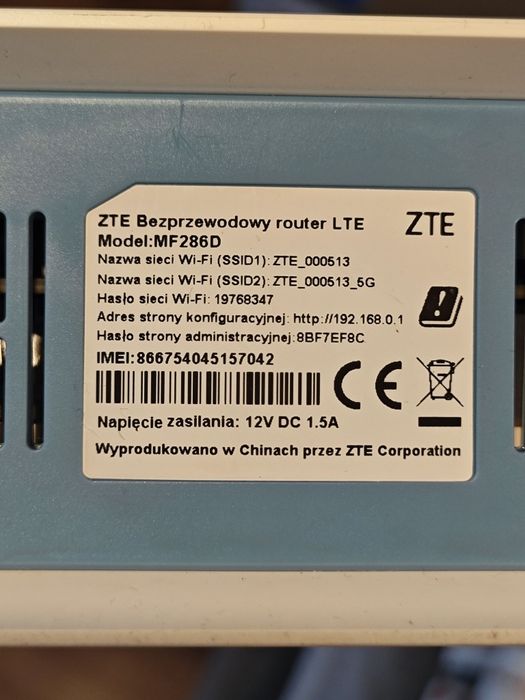 ZTE Bezprzewodowy router LTE
ZTE
Model:MF286D
Nazwa sieci Wi-Fi (SSID1): ZTE_000513
Nazwa sieci Wi-Fi (SSID2): ZTE_000513_5G
Hasło sieci Wi-Fi: 19768347
Adres strony konfiguracyjnej: http://192.168.0.1
Hasło strony administracyjnej:8BF7EF8C
IMEI:866754045157042
CE
Napięcie zasilania: 12V DC 1.5A
Wyprodukowano w Chinach przez ZTE Corporation